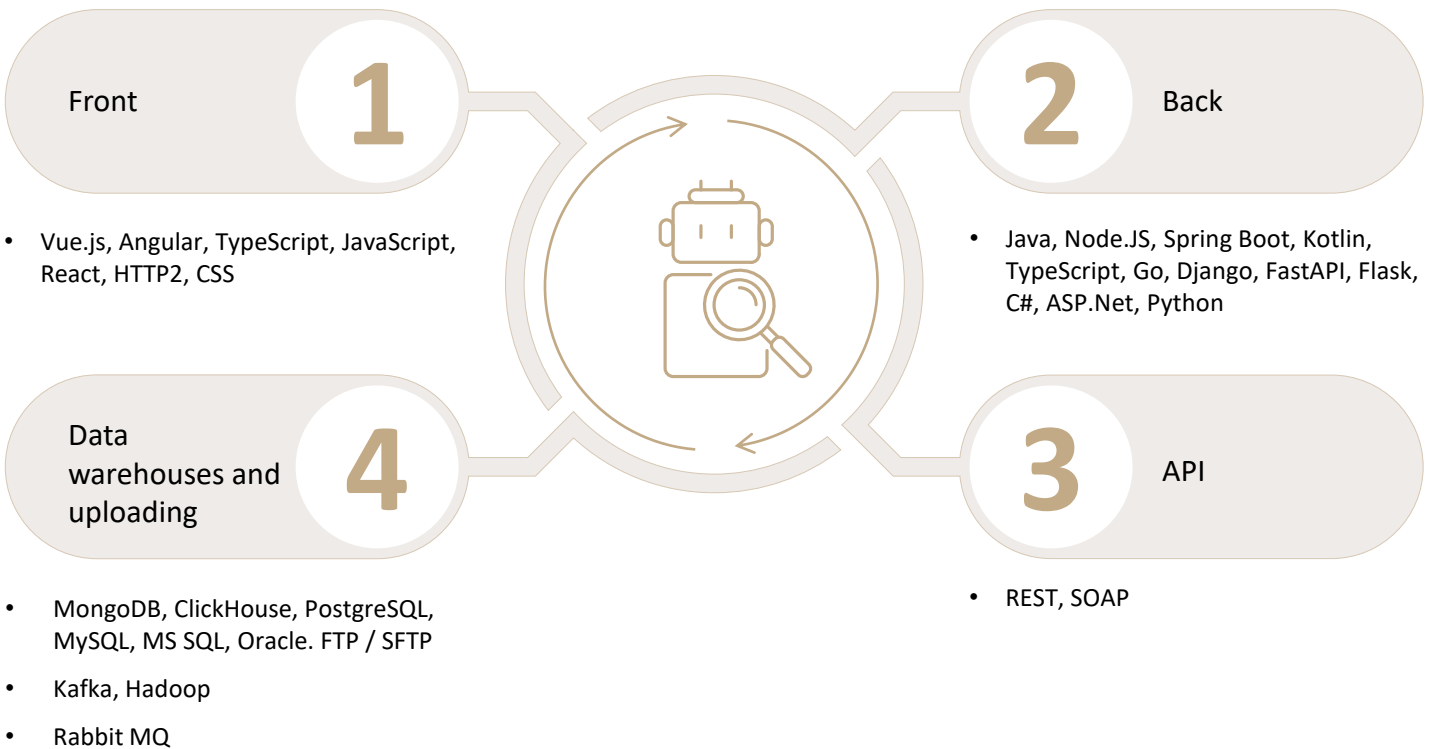 Front
1
• Vue.js, Angular, TypeScript, JavaScript,
React, HTTP2, CSS
2
Back
• Java, Node.JS, Spring Boot, Kotlin,
TypeScript, Go, Django, FastAPI, Flask,
C#, ASP.Net, Python
3
API
• REST, SOAP
Data
warehouses and
uploading
4
• MongoDB, ClickHouse, PostgreSQL,
MySQL, MS SQL, Oracle. FTP / SFTP
• Kafka, Hadoop
• Rabbit MQ